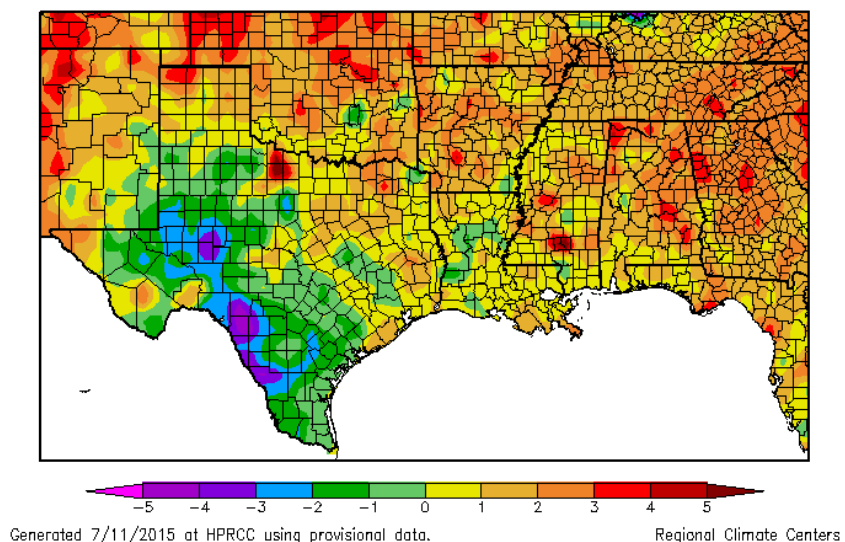 -5 -4 -3 -2 -1 0 1 2 3 4 5
Generated 7/11/2015 at HPRCC using provisional data. Regional Climate Centers